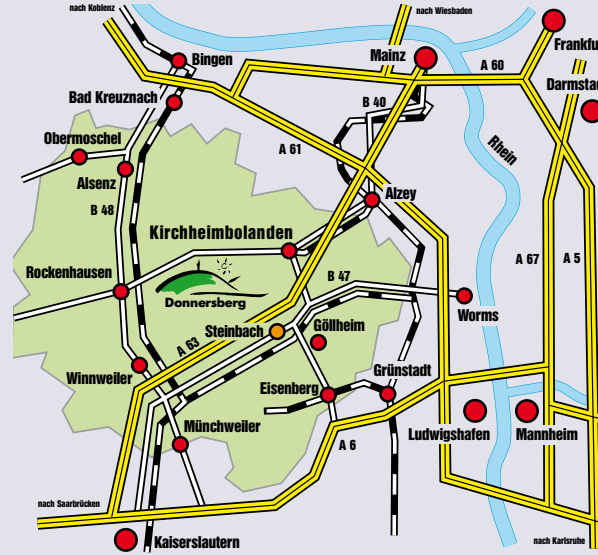 nach Koblenz
nach Wiesbaden
Bingen
Mainz
Frankfu
A 60
Bad Kreuznach
B 40
Darmsta
Obermoschel
A 61
Rhein
Alsenz
Alzey
B 48
Kirchheimbolanden
A 67
A 5
Rockenhausen
B 47
Donnersberg
Worms
Steinbach
Göllheim
A 63
Winnweiler
Grünstadt
Eisenberg
Münchweiler
Ludwigshafen
Mannheim
A 6
nach Saarbrücken
Kaiserslautern
nach Karlsruhe